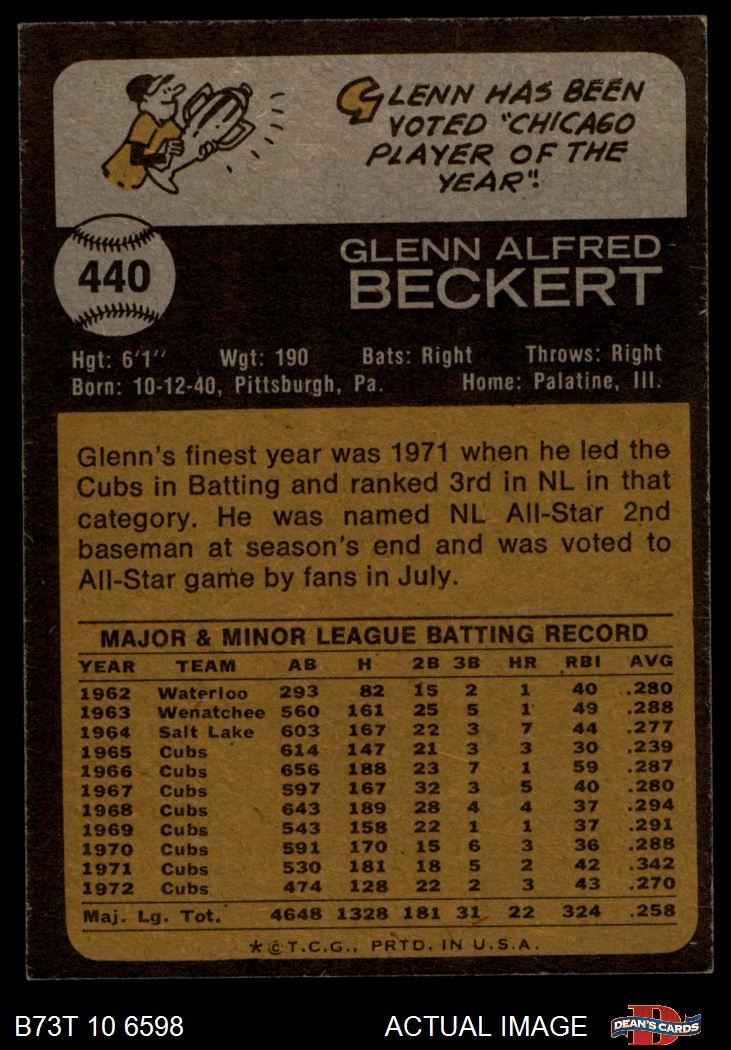 GLENN HAS BEEN
VOTED "CHICAGO
PLAYER OF THE
YEAR".
440
GLENN ALFRED
BECKERT
Hgt: 6'1" Wgt: 190 Bats: Right Throws: Right
Born: 10-12-40, Pittsburgh, Pa. Home: Palatine, Ill.
Glenn's finest year was 1971 when he led the
Cubs in Batting and ranked 3rd in NL in that
category. He was named NL All-Star 2nd
baseman at season's end and was voted to
All-Star game by fans in July.
MAJOR & MINOR LEAGUE BATTING RECORD
YEAR TEAM AB H 2B 3B HR RBI AVG
1962 Waterloo 293 82 15 2 1 40 .280
1963 Wenatchee 560 161 25 5 1 49 .288
1964 Salt Lake 603 167 22 3 7 44 .277
1965 Cubs 614 147 21 3 3 30 .239
1966 Cubs 656 188 23 7 1 59 .287
1967 Cubs 597 167 32 3 5 40 .280
1968 Cubs 643 189 28 4 4 37 .294
1969 Cubs 543 158 22 1 1 37 .291
1970 Cubs 591 170 15 6 3 36 .288
1971 Cubs 530 181 18 5 2 42 .342
1972 Cubs 474 128 22 2 3 43 .270
Maj. Lg. Tot. 4648 1328 181 31 22 324 .258
*©T.C.G., PRTD. IN U.S.A.
B73T 10 6598 ACTUAL IMAGE
D
DEAN'S CARDS